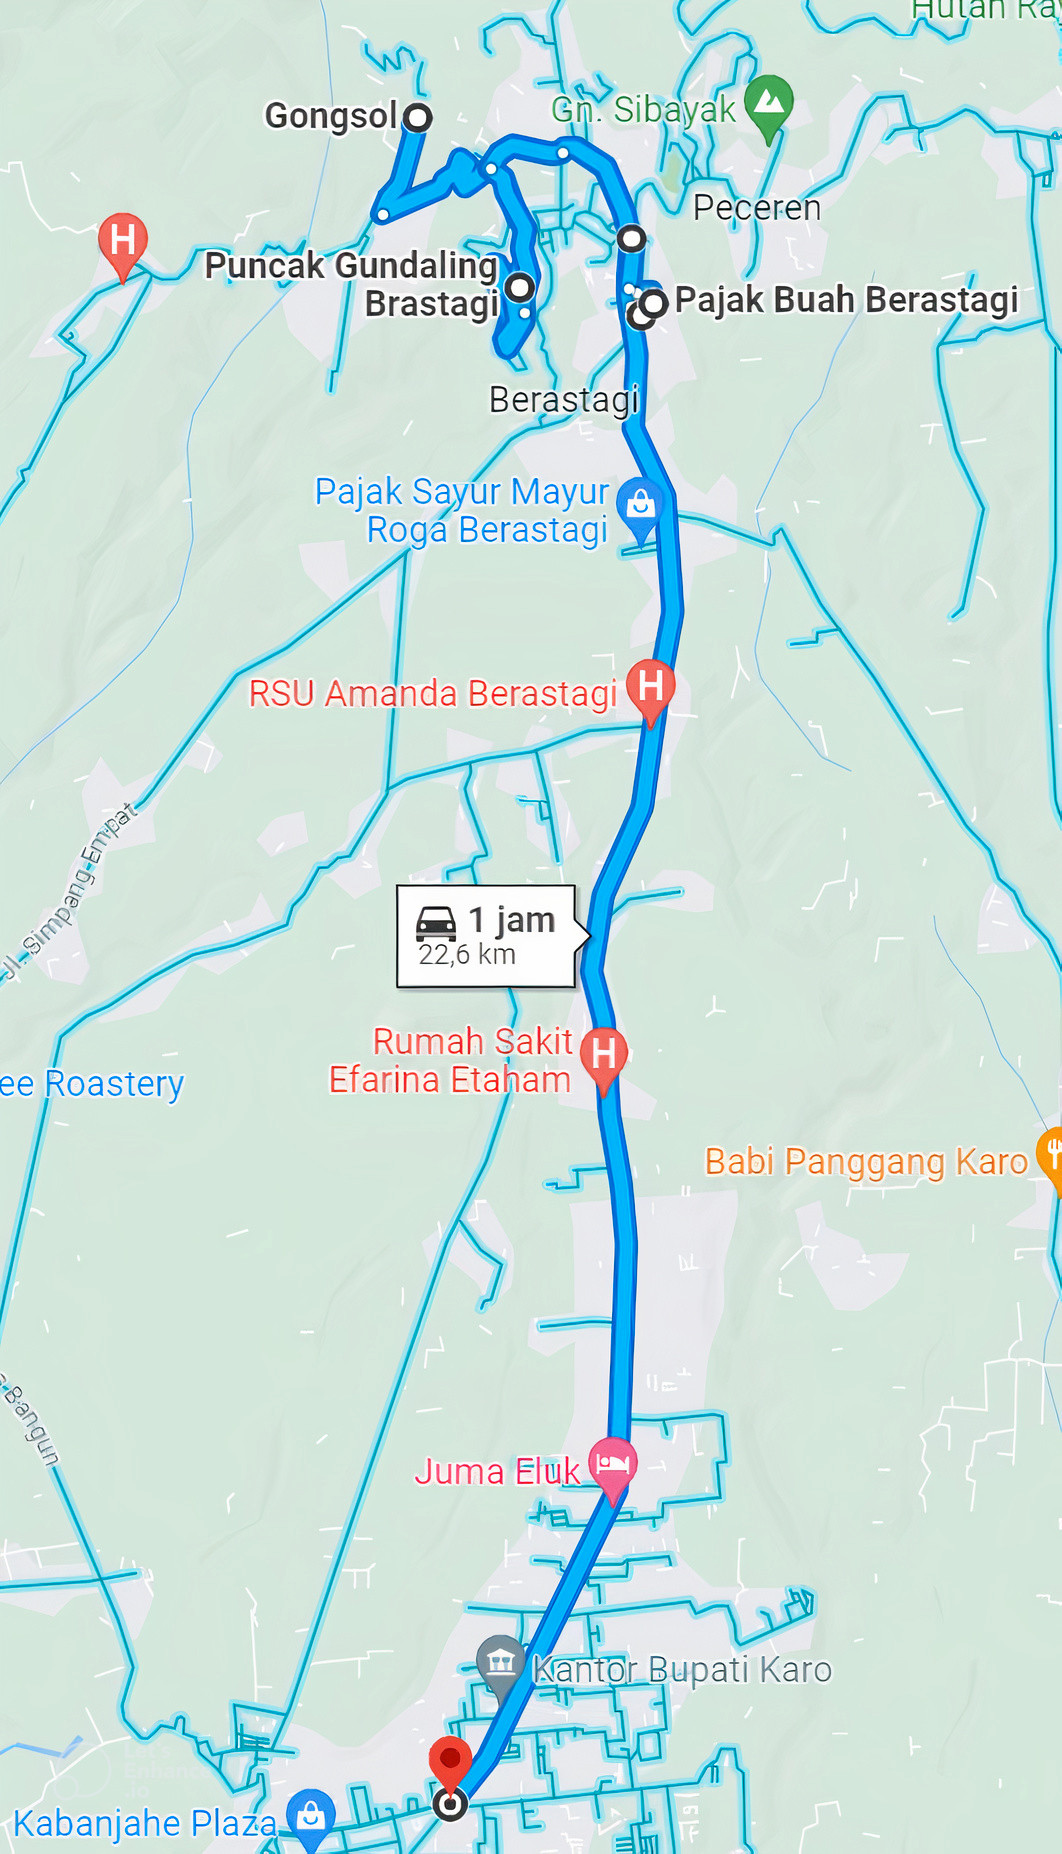 Hutan Ra
Gongsol
Gn. Sibayak
Peceren
H
Puncak Gundaling
Brastagi
Pajak Buah Berastagi
Berastagi
Pajak Sayur Mayur
Roga Berastagi
RSU Amanda Berastagi
H
Jl. Simpang Empat
1 jam
22,6 km
Rumah Sakit
Efarina Etaham
H
ee Roastery
Babi Panggang Karo
Bangun
Juma Eluk
Kantor Bupati Karo
Kabanjahe Plaza